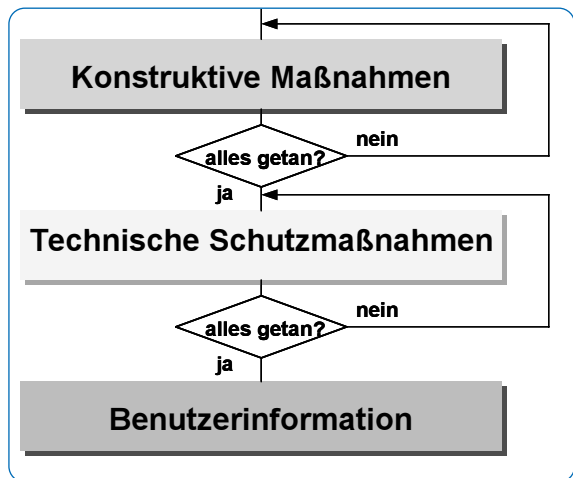 Konstruktive Maßnahmen
nein
alles getan?
ja
Technische Schutzmaßnahmen
nein
alles getan?
ja
Benutzerinformation